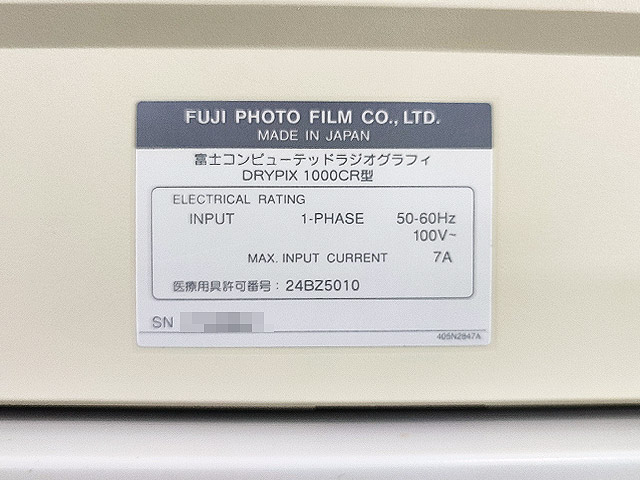 FUJI PHOTO FILM CO., LTD.
MADE IN JAPAN
富士コンピューテッドラジオグラフィ
DRYPIX 1000CR型
ELECTRICAL RATING
INPUT 1-PHASE 50-60Hz
100V~
MAX. INPUT CURRENT 7A
医療用具許可番号: 24BZ5010
SN
405N2847A